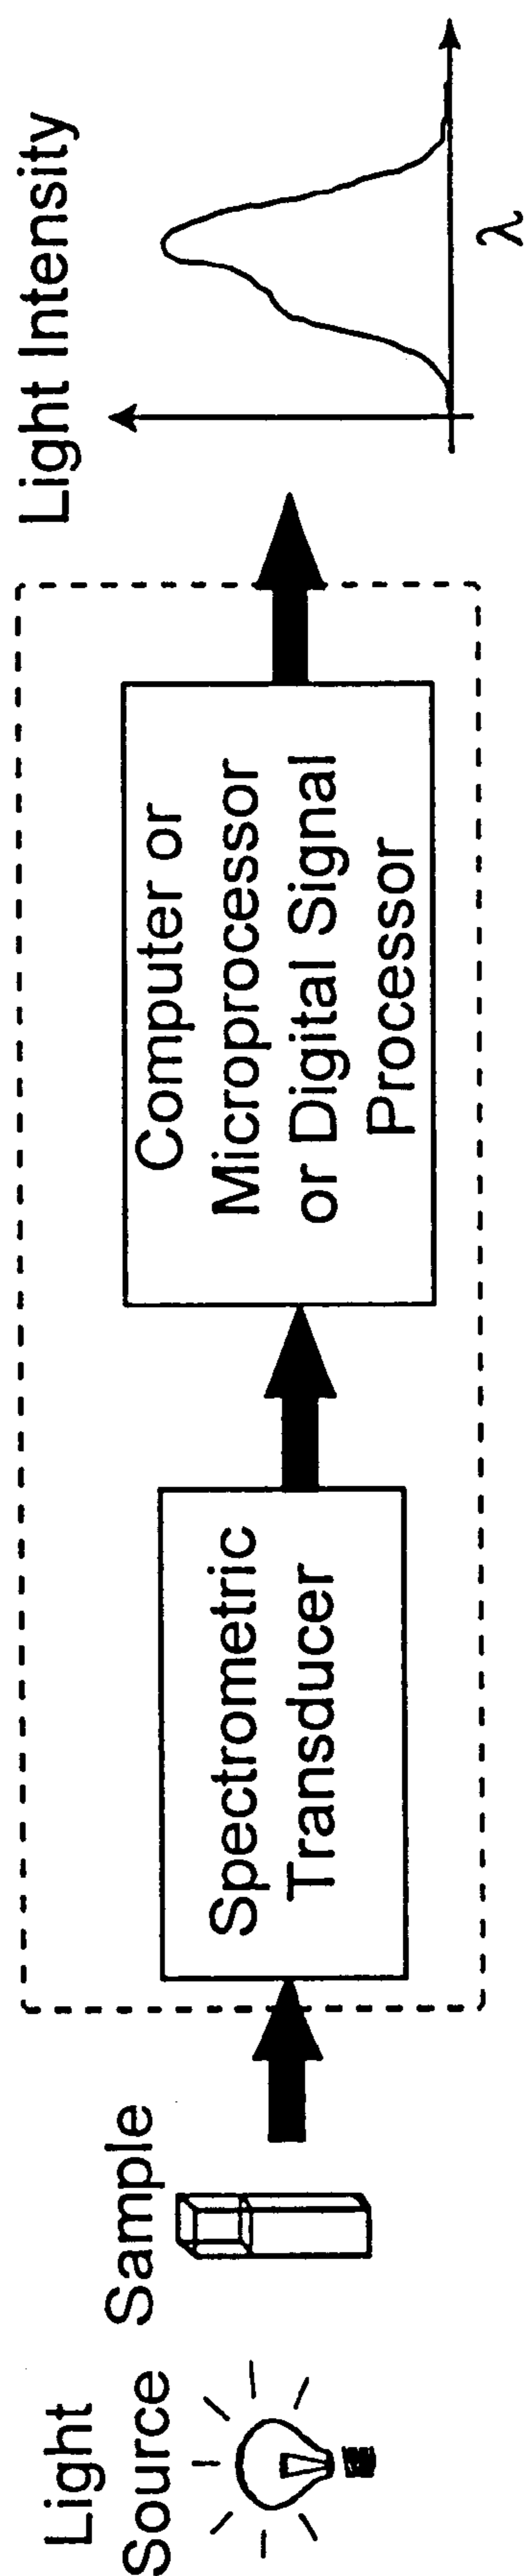 Light
Source
Sample
Spectrometric
Transducer
Computer or
Microprocessor
or Digital Signal
Processor
Light Intensity
λ